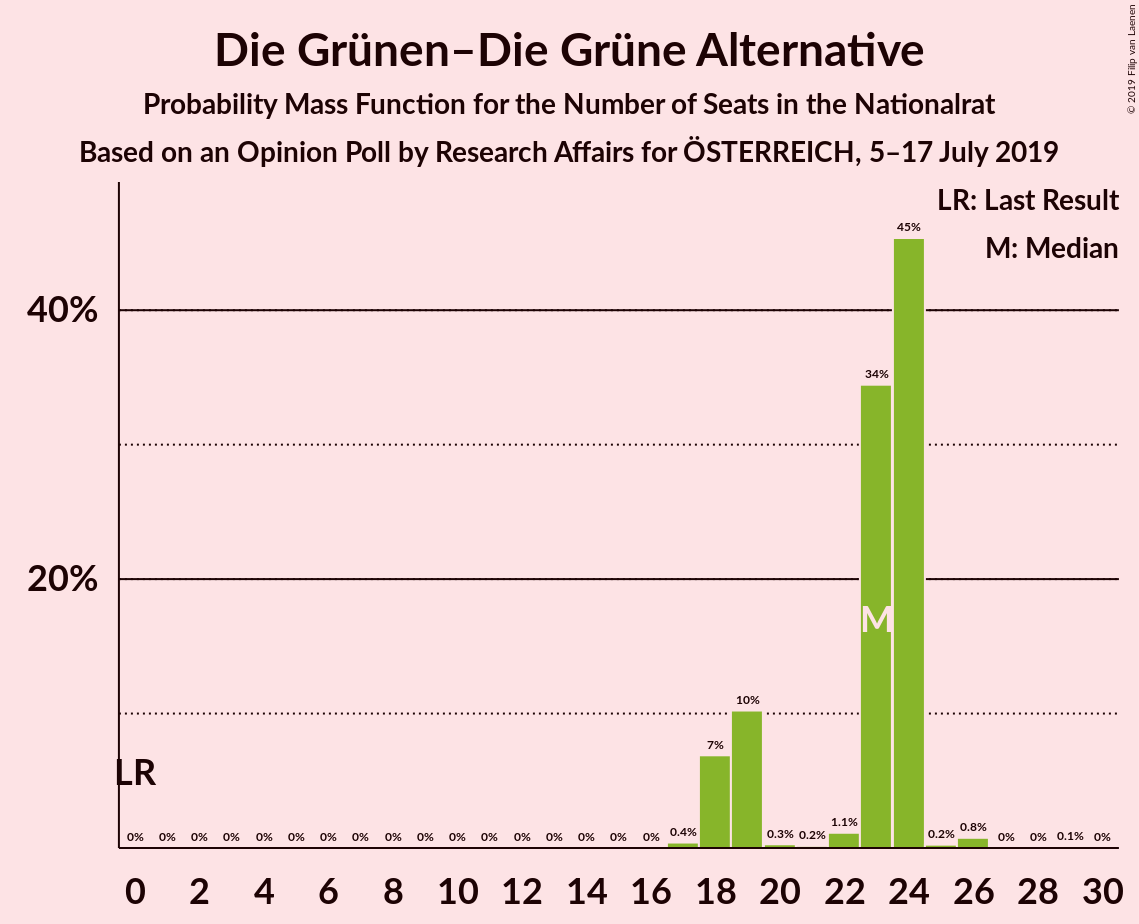 Die Grünen–Die Grüne Alternative
Probability Mass Function for the Number of Seats in the Nationalrat
Based on an Opinion Poll by Research Affairs for ÖSTERREICH, 5–17 July 2019
© 2019 Filip van Laenen
LR: Last Result
M: Median
45%
40%
34%
20%
M
10%
7%
LR
0% 0% 0% 0% 0% 0% 0% 0% 0% 0% 0% 0% 0% 0% 0% 0% 0% 0.4% 0.3% 0.2% 1.1% 0.2% 0.8% 0% 0% 0.1% 0%
0 2 4 6 8 10 12 14 16 18 20 22 24 26 28 30